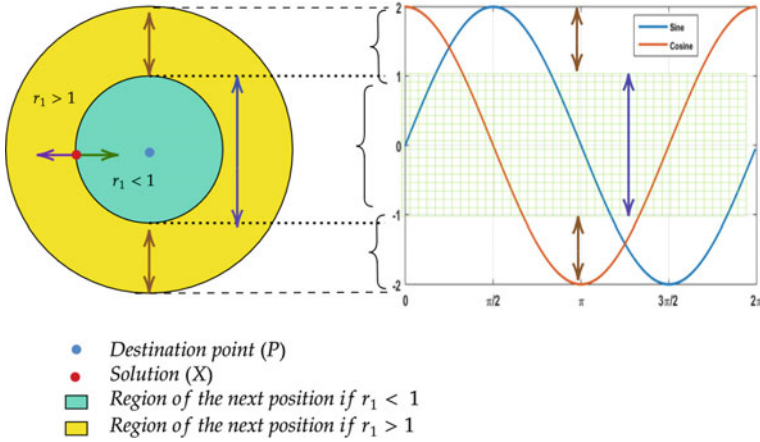 r₁ > 1
r₁ < 1
2
1
0
-1
-2
Sine
Cosine
0
π/2
π
3π/2
2π
Destination point (P)
Solution (X)
Region of the next position if r₁ < 1
Region of the next position if r₁ > 1